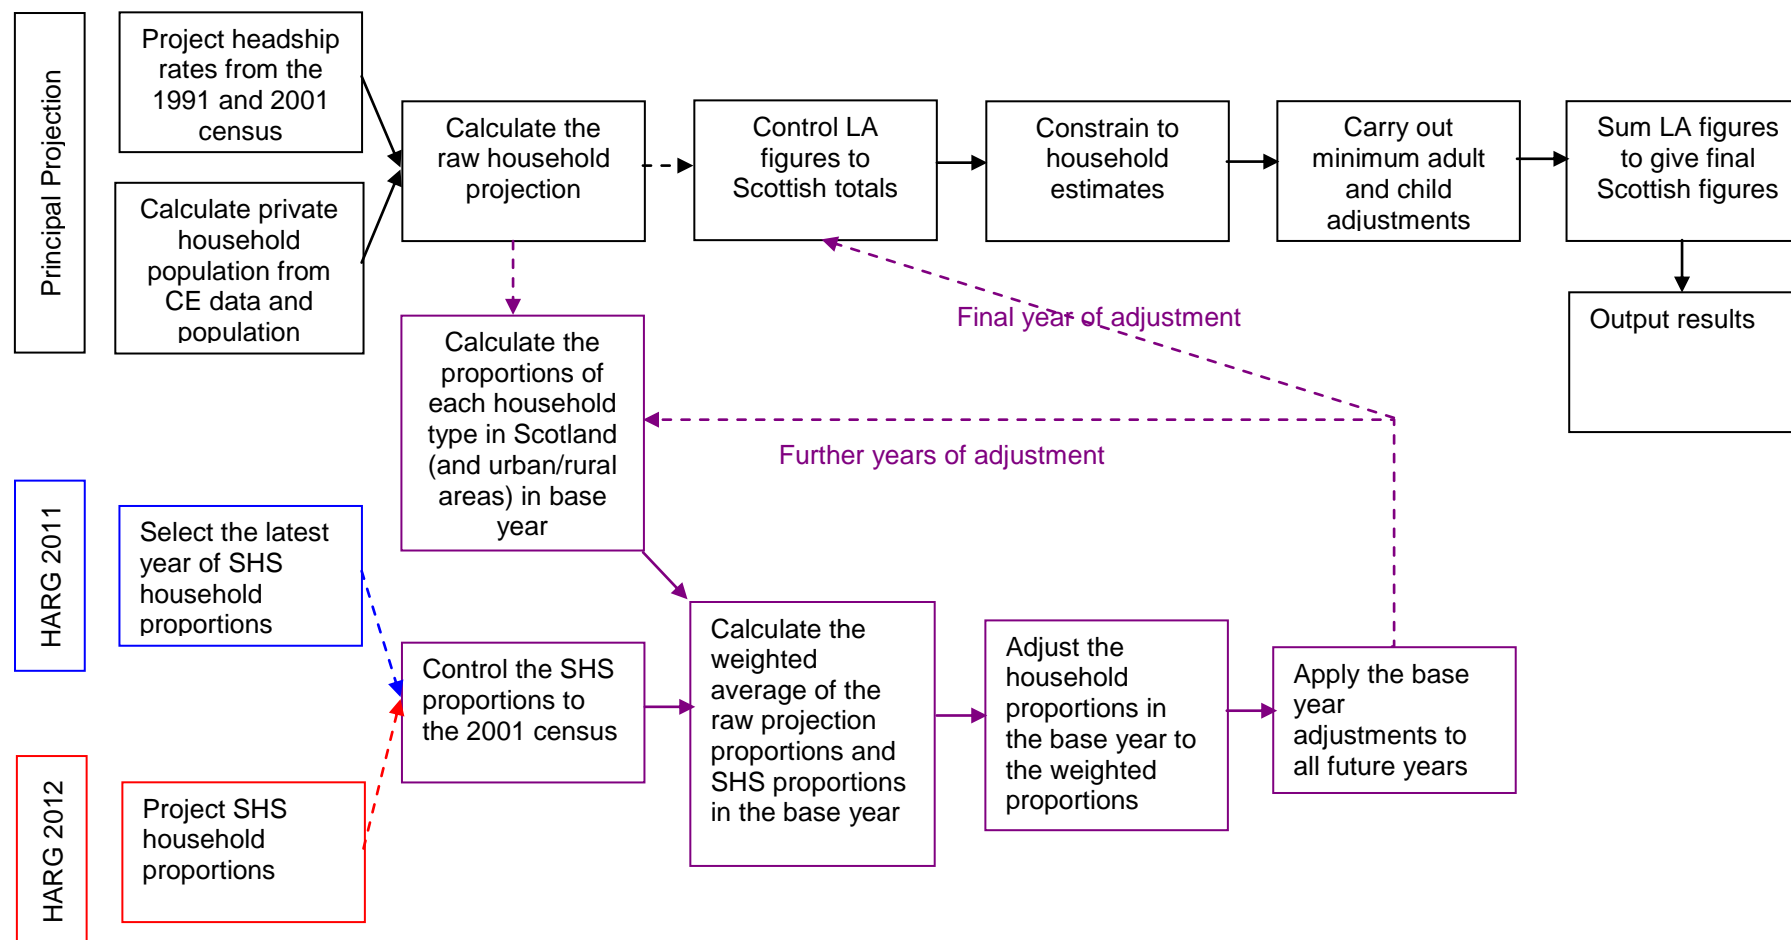 Principal Projection
Project headship
rates from the
1991 and 2001
census
Calculate private
household
population from
CE data and
population
Calculate the
raw household
projection
Control LA
figures to
Scottish totals
Constrain to
household
estimates
Carry out
minimum adult
and child
adjustments
Sum LA figures
to give final
Scottish figures
Output results
Final year of adjustment
Calculate the
proportions of
each household
type in Scotland
(and urban/rural
areas) in base
year
Further years of adjustment
HARG 2011
Select the latest
year of SHS
household
proportions
HARG 2012
Project SHS
household
proportions
Control the SHS
proportions to
the 2001 census
Calculate the
weighted
average of the
raw projection
proportions and
SHS proportions
in the base year
Adjust the
household
proportions in
the base year to
the weighted
proportions
Apply the base
year
adjustments to
all future years